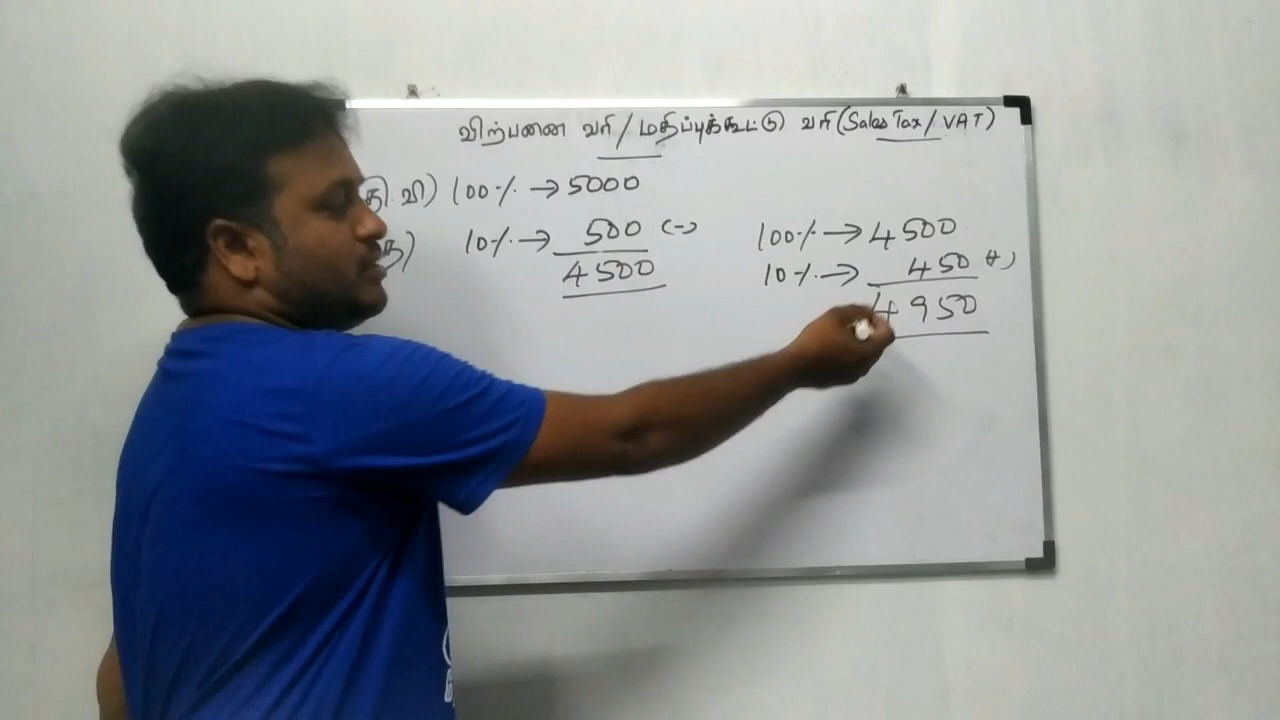 விற்பனை வரி / மதிப்புக்கூட்டு வரி (Sales Tax / VAT)
வி) 100% → 5000
10% → 500 (-)
4500
100% → 4500
10% → 450 (+)
4950